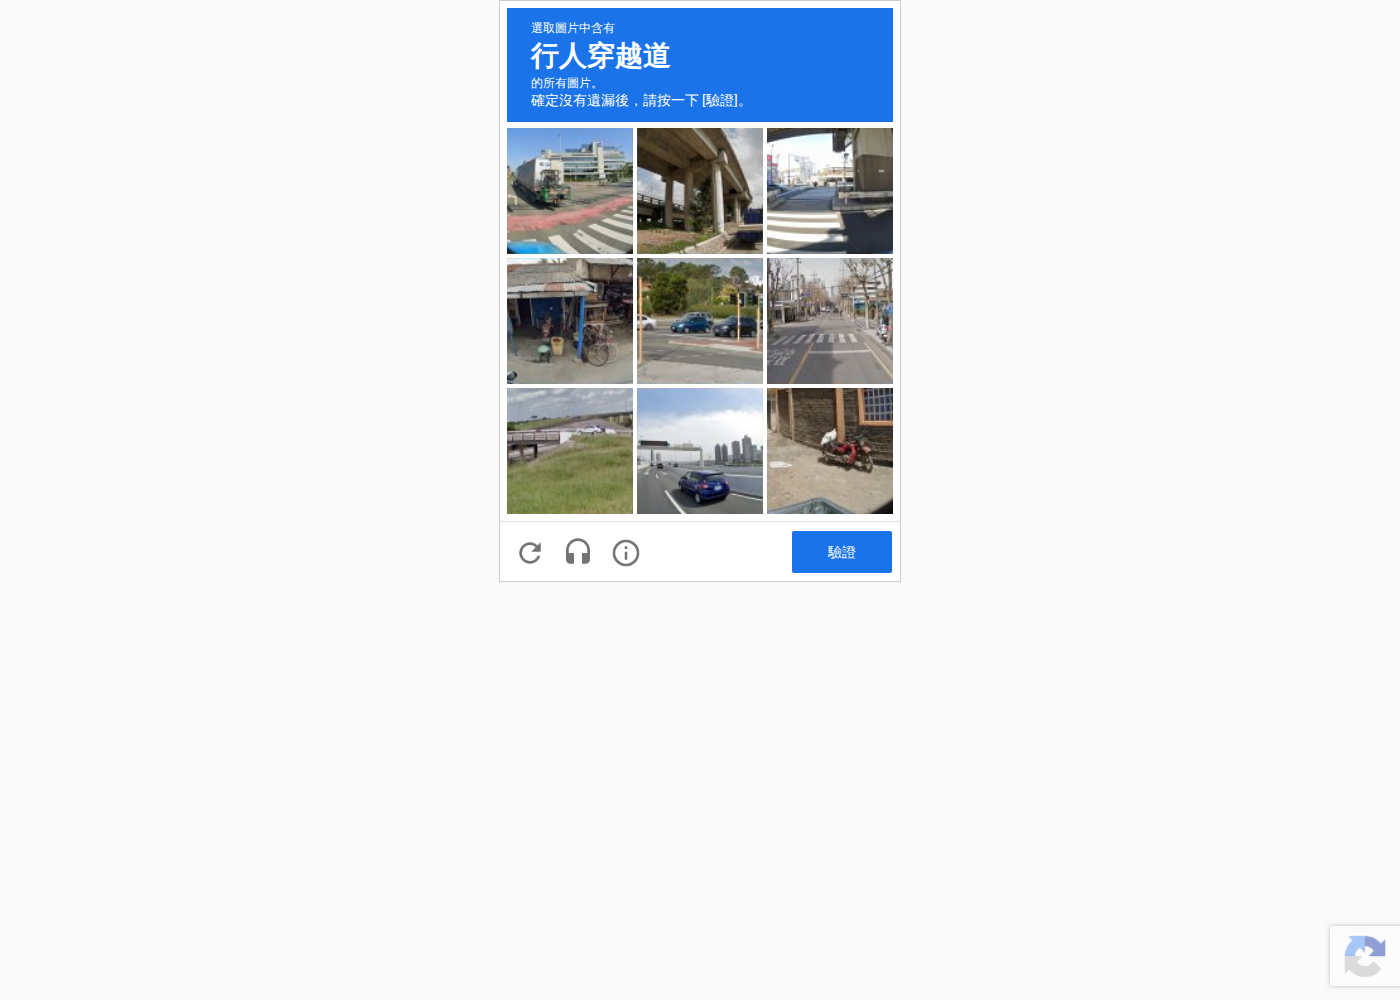 選取圖片中含有
行人穿越道
的所有圖片。
確定沒有遺漏後，請按一下 [驗證]。
驗證